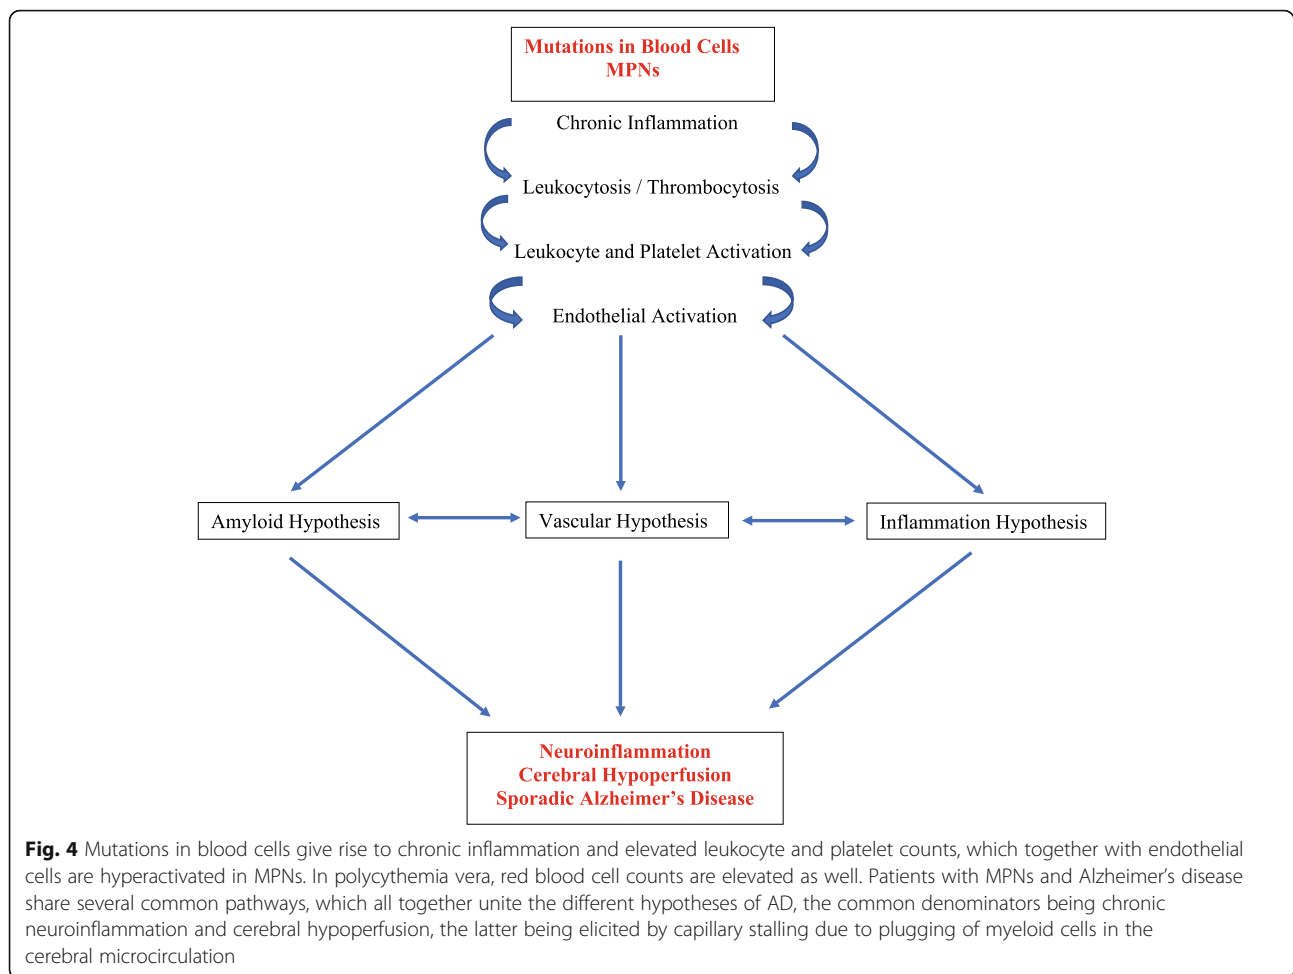 Mutations in Blood Cells
MPNs
Chronic Inflammation
Leukocytosis / Thrombocytosis
Leukocyte and Platelet Activation
Endothelial Activation
Amyloid Hypothesis
Vascular Hypothesis
Inflammation Hypothesis
Neuroinflammation
Cerebral Hypoperfusion
Sporadic Alzheimer's Disease
Fig. 4 Mutations in blood cells give rise to chronic inflammation and elevated leukocyte and platelet counts, which together with endothelial
cells are hyperactivated in MPNs. In polycythemia vera, red blood cell counts are elevated as well. Patients with MPNs and Alzheimer's disease
share several common pathways, which all together unite the different hypotheses of AD, the common denominators being chronic
neuroinflammation and cerebral hypoperfusion, the latter being elicited by capillary stalling due to plugging of myeloid cells in the
cerebral microcirculation